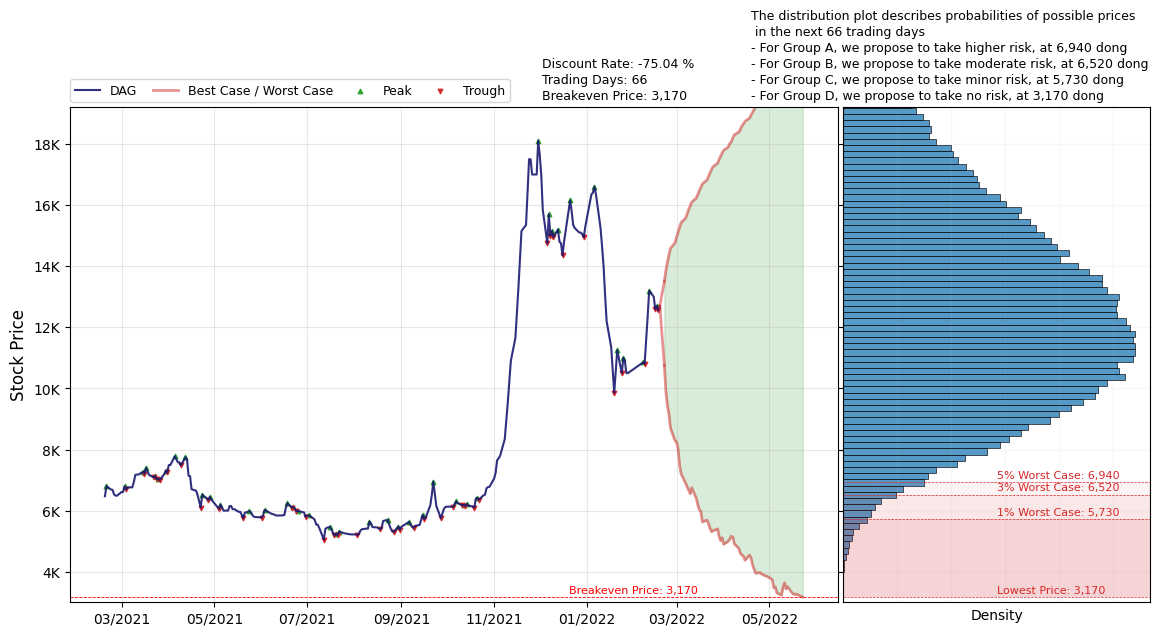 The distribution plot describes probabilities of possible prices
in the next 66 trading days
- For Group A, we propose to take higher risk, at 6,940 dong
- For Group B, we propose to take moderate risk, at 6,520 dong
- For Group C, we propose to take minor risk, at 5,730 dong
- For Group D, we propose to take no risk, at 3,170 dong
Discount Rate: -75.04 %
Trading Days: 66
Breakeven Price: 3,170
DAG
Best Case / Worst Case
Peak
Trough
Stock Price
18K
16K
14K
12K
10K
8K
6K
4K
5% Worst Case: 6,940
3% Worst Case: 6,520
1% Worst Case: 5,730
Breakeven Price: 3,170
Lowest Price: 3,170
03/2021
05/2021
07/2021
09/2021
11/2021
01/2022
03/2022
05/2022
Density